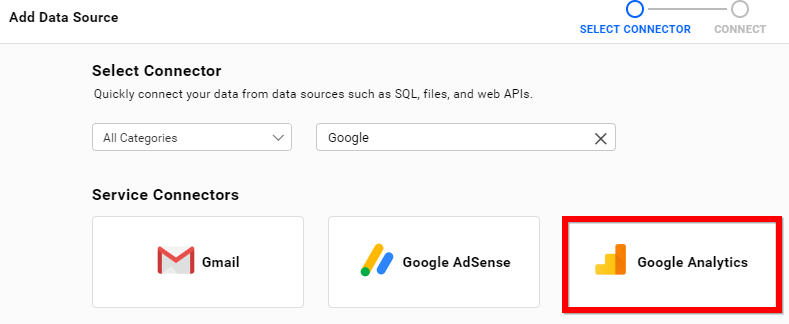 Add Data Source
SELECT CONNECTOR
CONNECT
Select Connector
Quickly connect your data from data sources such as SQL, files, and web APIs.
All Categories
Google
Service Connectors
Gmail
Google AdSense
Google Analytics